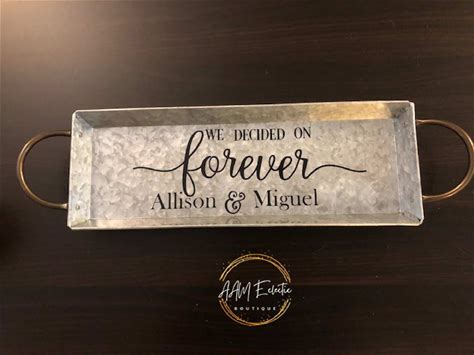 WE DECIDED ON
forever
Allison & Miguel
AAM Eclectic
BOUTIQUE